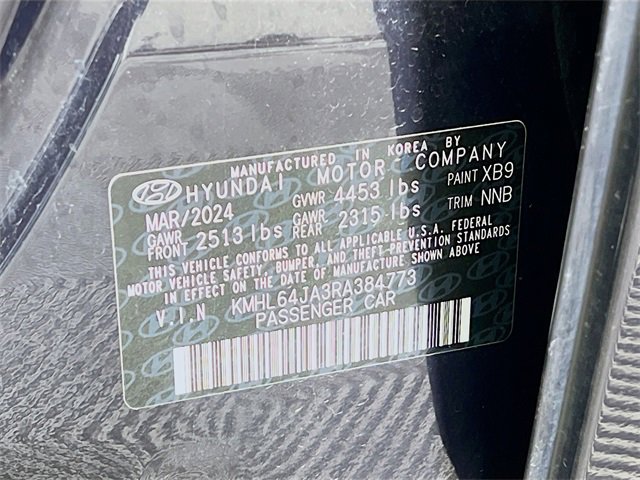 MANUFACTURED IN KOREA BY
HYUNDAI MOTOR COMPANY
MAR/2024 GVWR 4453 lbs PAINT XB9
GAWR FRONT 2513 lbs GAWR REAR 2315 lbs TRIM NNB
THIS VEHICLE CONFORMS TO ALL APPLICABLE U.S.A. FEDERAL
MOTOR VEHICLE SAFETY, BUMPER, AND THEFT-PREVENTION STANDARDS
IN EFFECT ON THE DATE OF MANUFACTURE SHOWN ABOVE.
V.I.N KMHL64JA3RA384773
PASSENGER CAR